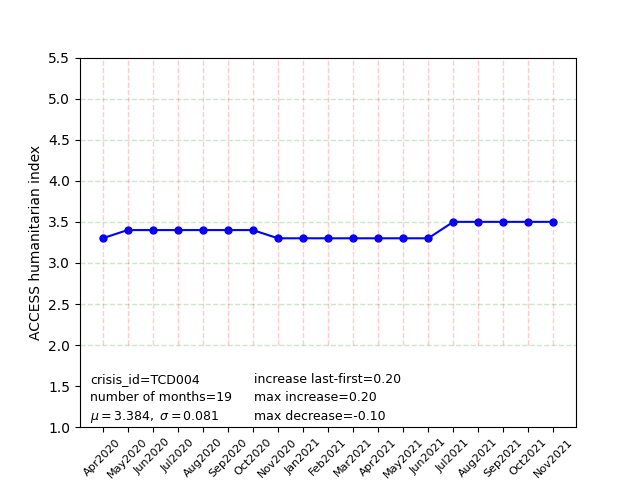 5.5
5.0
4.5
4.0
3.5
3.0
2.5
2.0
1.5
1.0
ACCESS humanitarian index
crisis_id=TCD004
number of months=19
μ=3.384, σ=0.081
increase last-first=0.20
max increase=0.20
max decrease=-0.10
Apr2020
May2020
Jun2020
Jul2020
Aug2020
Sep2020
Oct2020
Nov2020
Jan2021
Feb2021
Mar2021
Apr2021
May2021
Jun2021
Jul2021
Aug2021
Sep2021
Oct2021
Nov2021